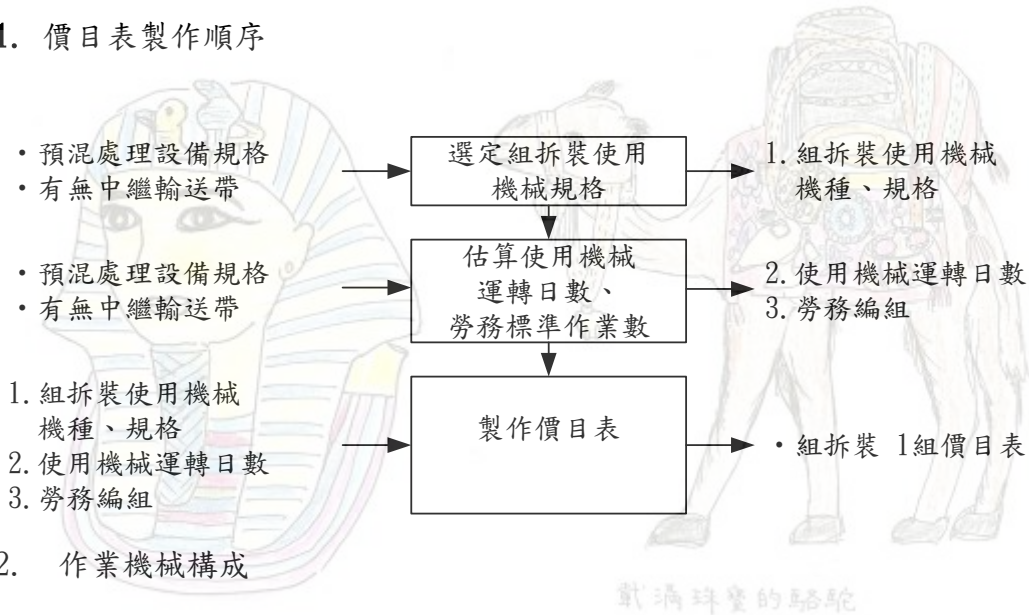 1. 價目表製作順序
・預混處理設備規格
・有無中繼輸送帶
選定組拆裝使用
機械規格
1.組拆裝使用機械
機種、規格
・預混處理設備規格
・有無中繼輸送帶
估算使用機械
運轉日數、
勞務標準作業數
2.使用機械運轉日數
3.勞務編組
1.組拆裝使用機械
機種、規格
2.使用機械運轉日數
3.勞務編組
製作價目表
・組拆裝 1組價目表
2. 作業機械構成
戴滿珠寶的駱駝